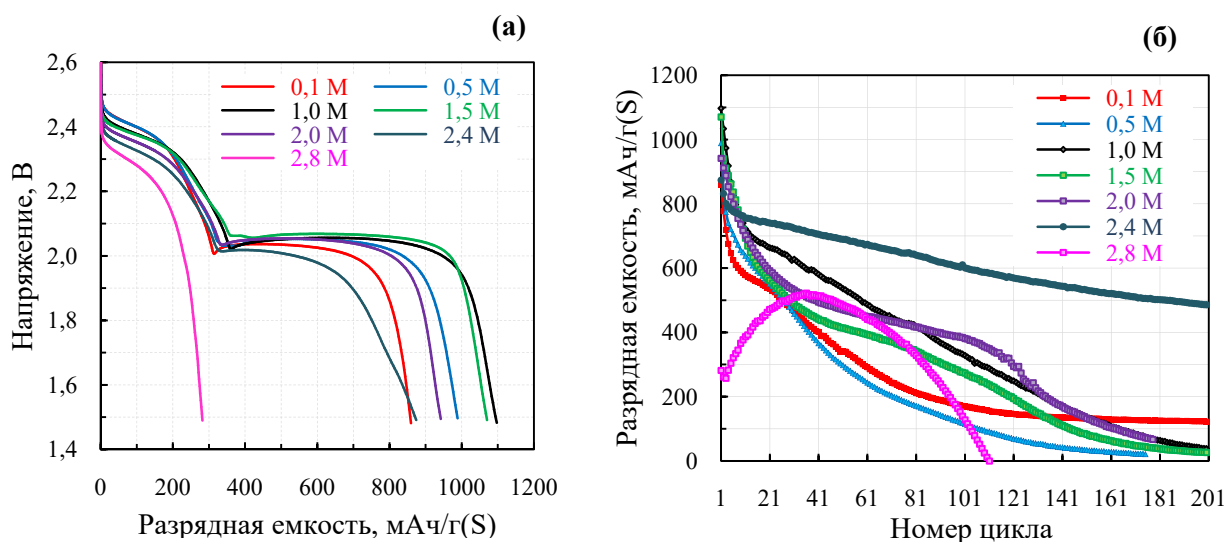 (а)
Напряжение, В
2,6
2,4
2,2
2,0
1,8
1,6
1,4
0,1 М
0,5 М
1,0 М
1,5 М
2,0 М
2,4 М
2,8 М
0 200 400 600 800 1000 1200
Разрядная емкость, мАч/г(S)
(б)
Разрядная емкость, мАч/г(S)
1200
1000
800
600
400
200
0
0,1 М
0,5 М
1,0 М
1,5 М
2,0 М
2,4 М
2,8 М
1 21 41 61 81 101 121 141 161 181 201
Номер цикла